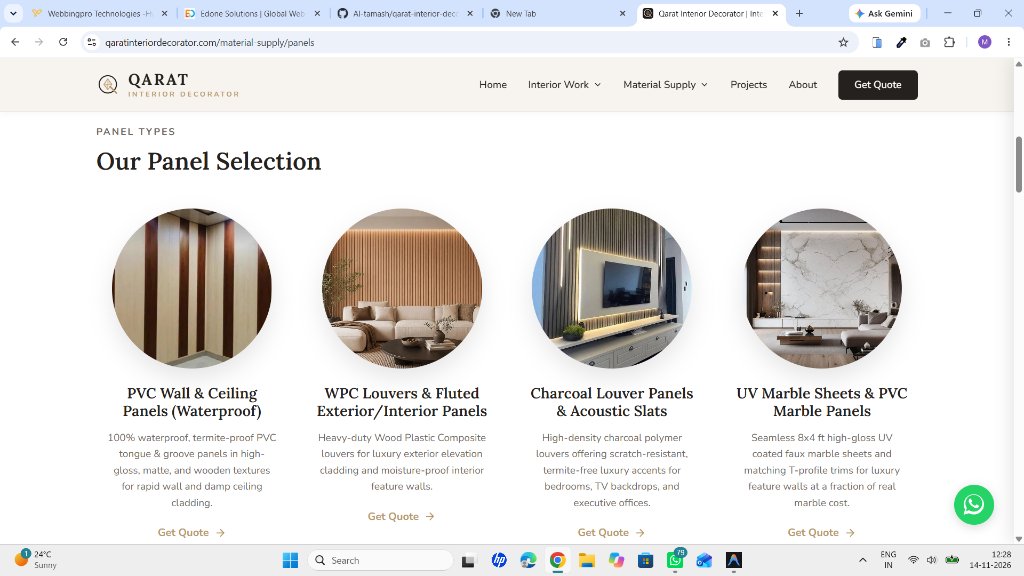 Webbingpro Technologies -H
Edone Solutions | Global Web
AI-tamash/qarat-interior-deco
New Tab
Qarat Interior Decorator | Inte
Ask Gemini
qaratinteriordecorator.com/material-supply/panels
M
QARAT
INTERIOR DECORATOR
Home
Interior Work
Material Supply
Projects
About
Get Quote
PANEL TYPES
Our Panel Selection
PVC Wall & Ceiling
Panels (Waterproof)
100% waterproof, termite-proof PVC
tongue & groove panels in high-
gloss, matte, and wooden textures
for rapid wall and damp ceiling
cladding.
Get Quote →
WPC Louvers & Fluted
Exterior/Interior Panels
Heavy-duty Wood Plastic Composite
louvers for luxury exterior elevation
cladding and moisture-proof interior
feature walls.
Get Quote →
Charcoal Louver Panels
& Acoustic Slats
High-density charcoal polymer
louvers offering scratch-resistant,
termite-free luxury accents for
bedrooms, TV backdrops, and
executive offices.
Get Quote →
UV Marble Sheets & PVC
Marble Panels
Seamless 8x4 ft high-gloss UV
coated faux marble sheets and
matching T-profile trims for luxury
feature walls at a fraction of real
marble cost.
Get Quote →
1
24°C
Sunny
Search
hp
79
ENG
IN
12:28
14-11-2026